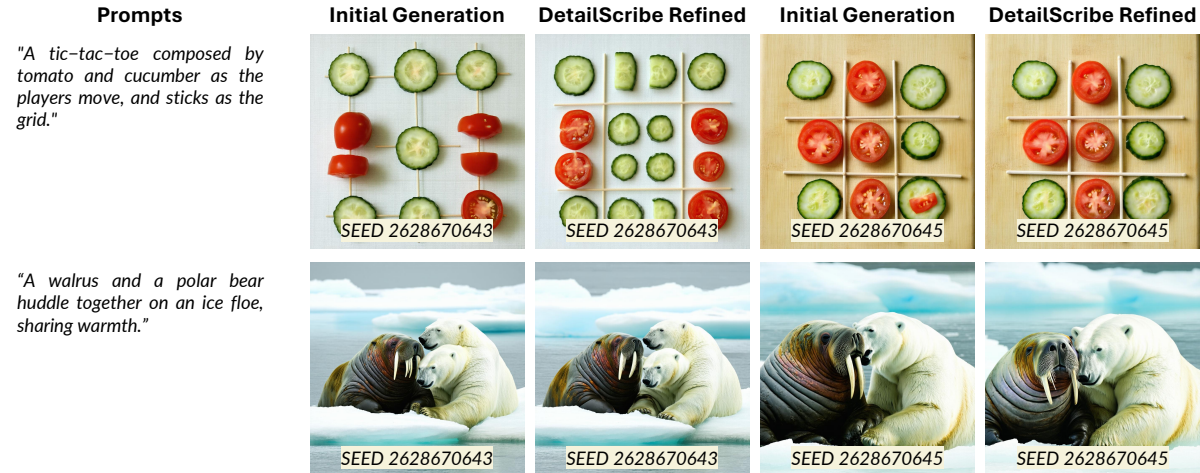 Prompts
Initial Generation
DetailScribe Refined
Initial Generation
DetailScribe Refined
"A tic–tac–toe composed by
tomato and cucumber as the
players move, and sticks as the
grid."
SEED 2628670643
SEED 2628670643
SEED 2628670645
SEED 2628670645
“A walrus and a polar bear
huddle together on an ice floe,
sharing warmth.”
SEED 2628670643
SEED 2628670643
SEED 2628670645
SEED 2628670645